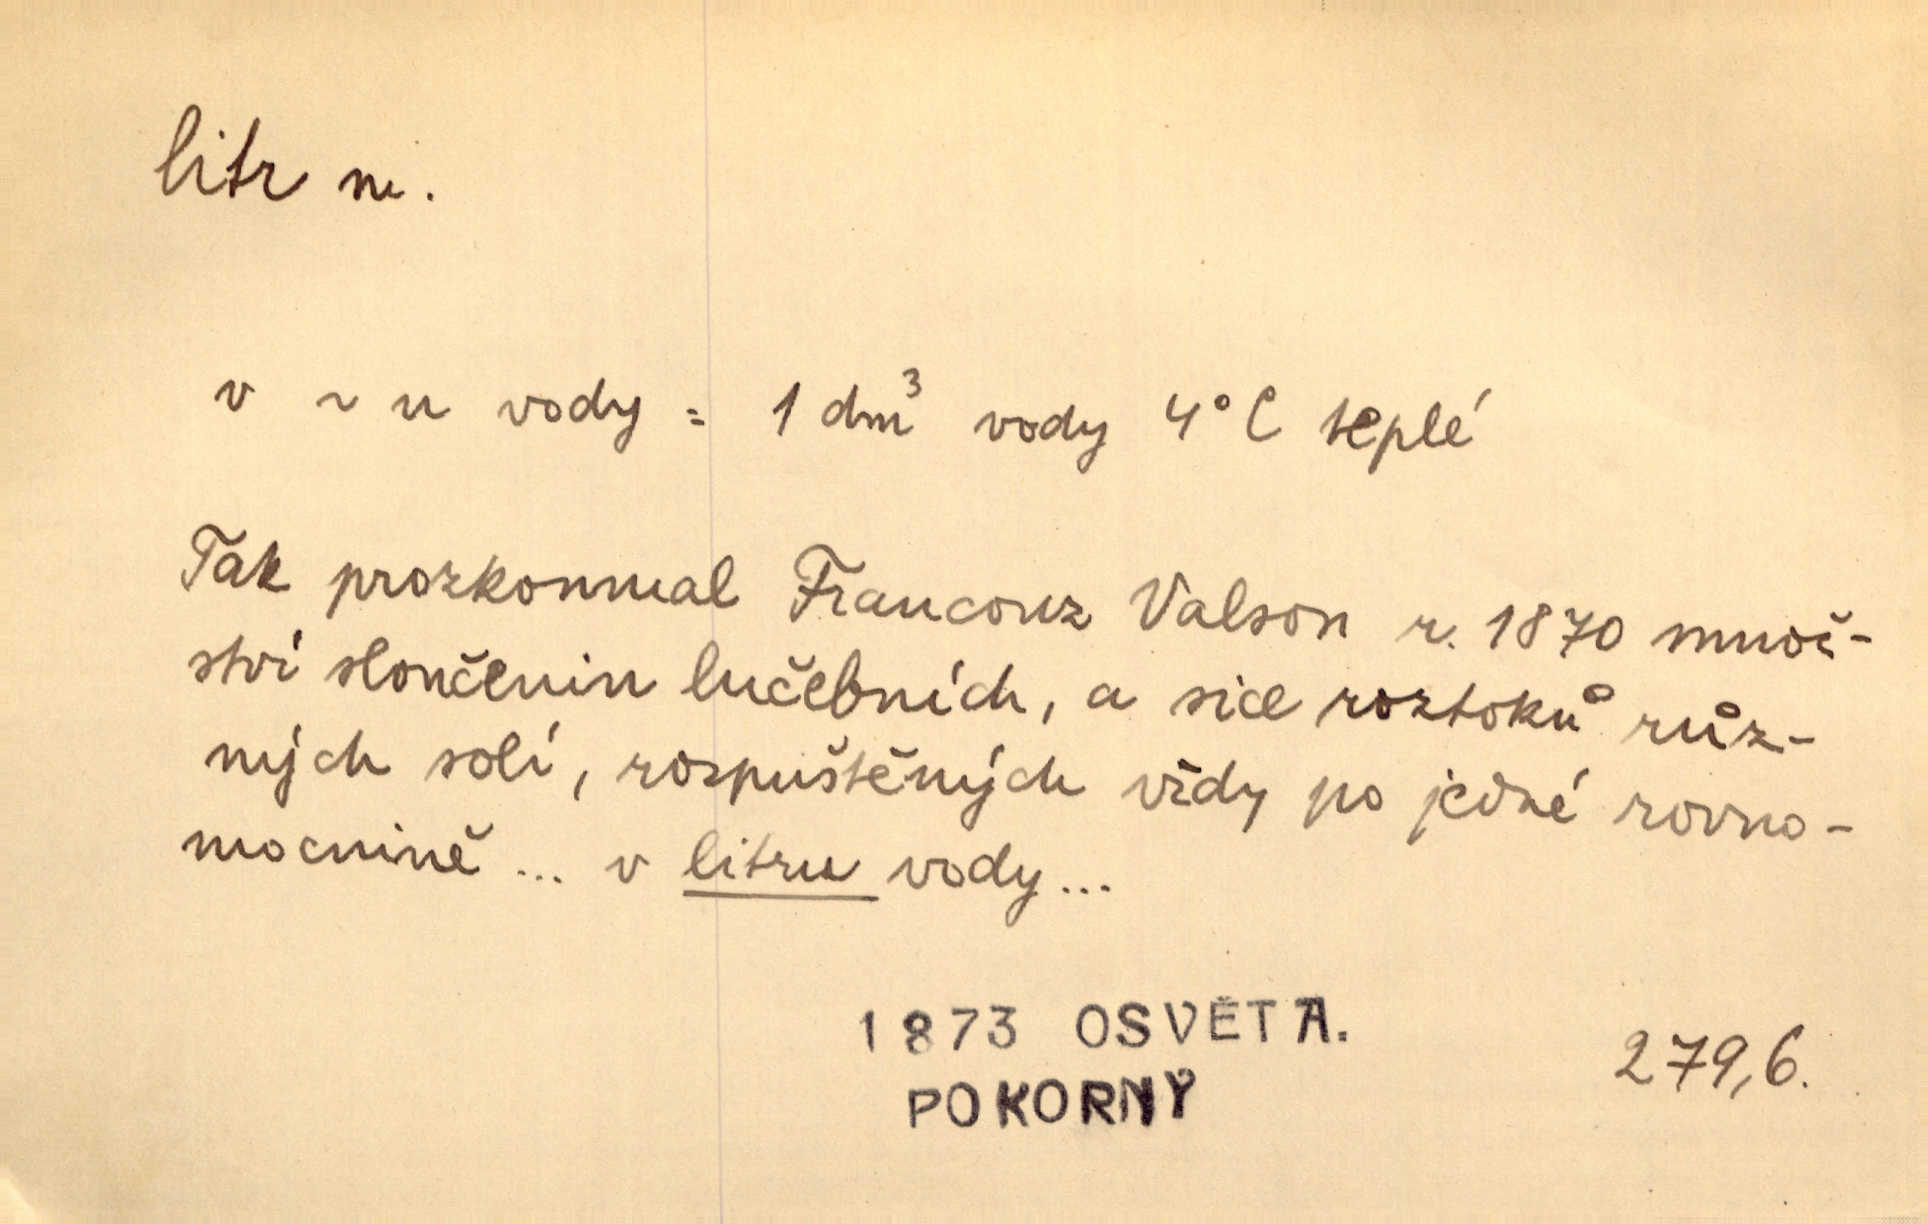 litr m.
v ~ u vody = 1 dm³ vody 4° C teplé
Tak prozkoumal Francouz Valson r. 1870 množ-
ství sloučenin lučebních, a sice roztoků růz-
ných solí, rozpuštěných vždy po jedné rovno-
mocnině ... v litru vody ...
1873 OSVĚTA.
279,6.
POKORNÝ